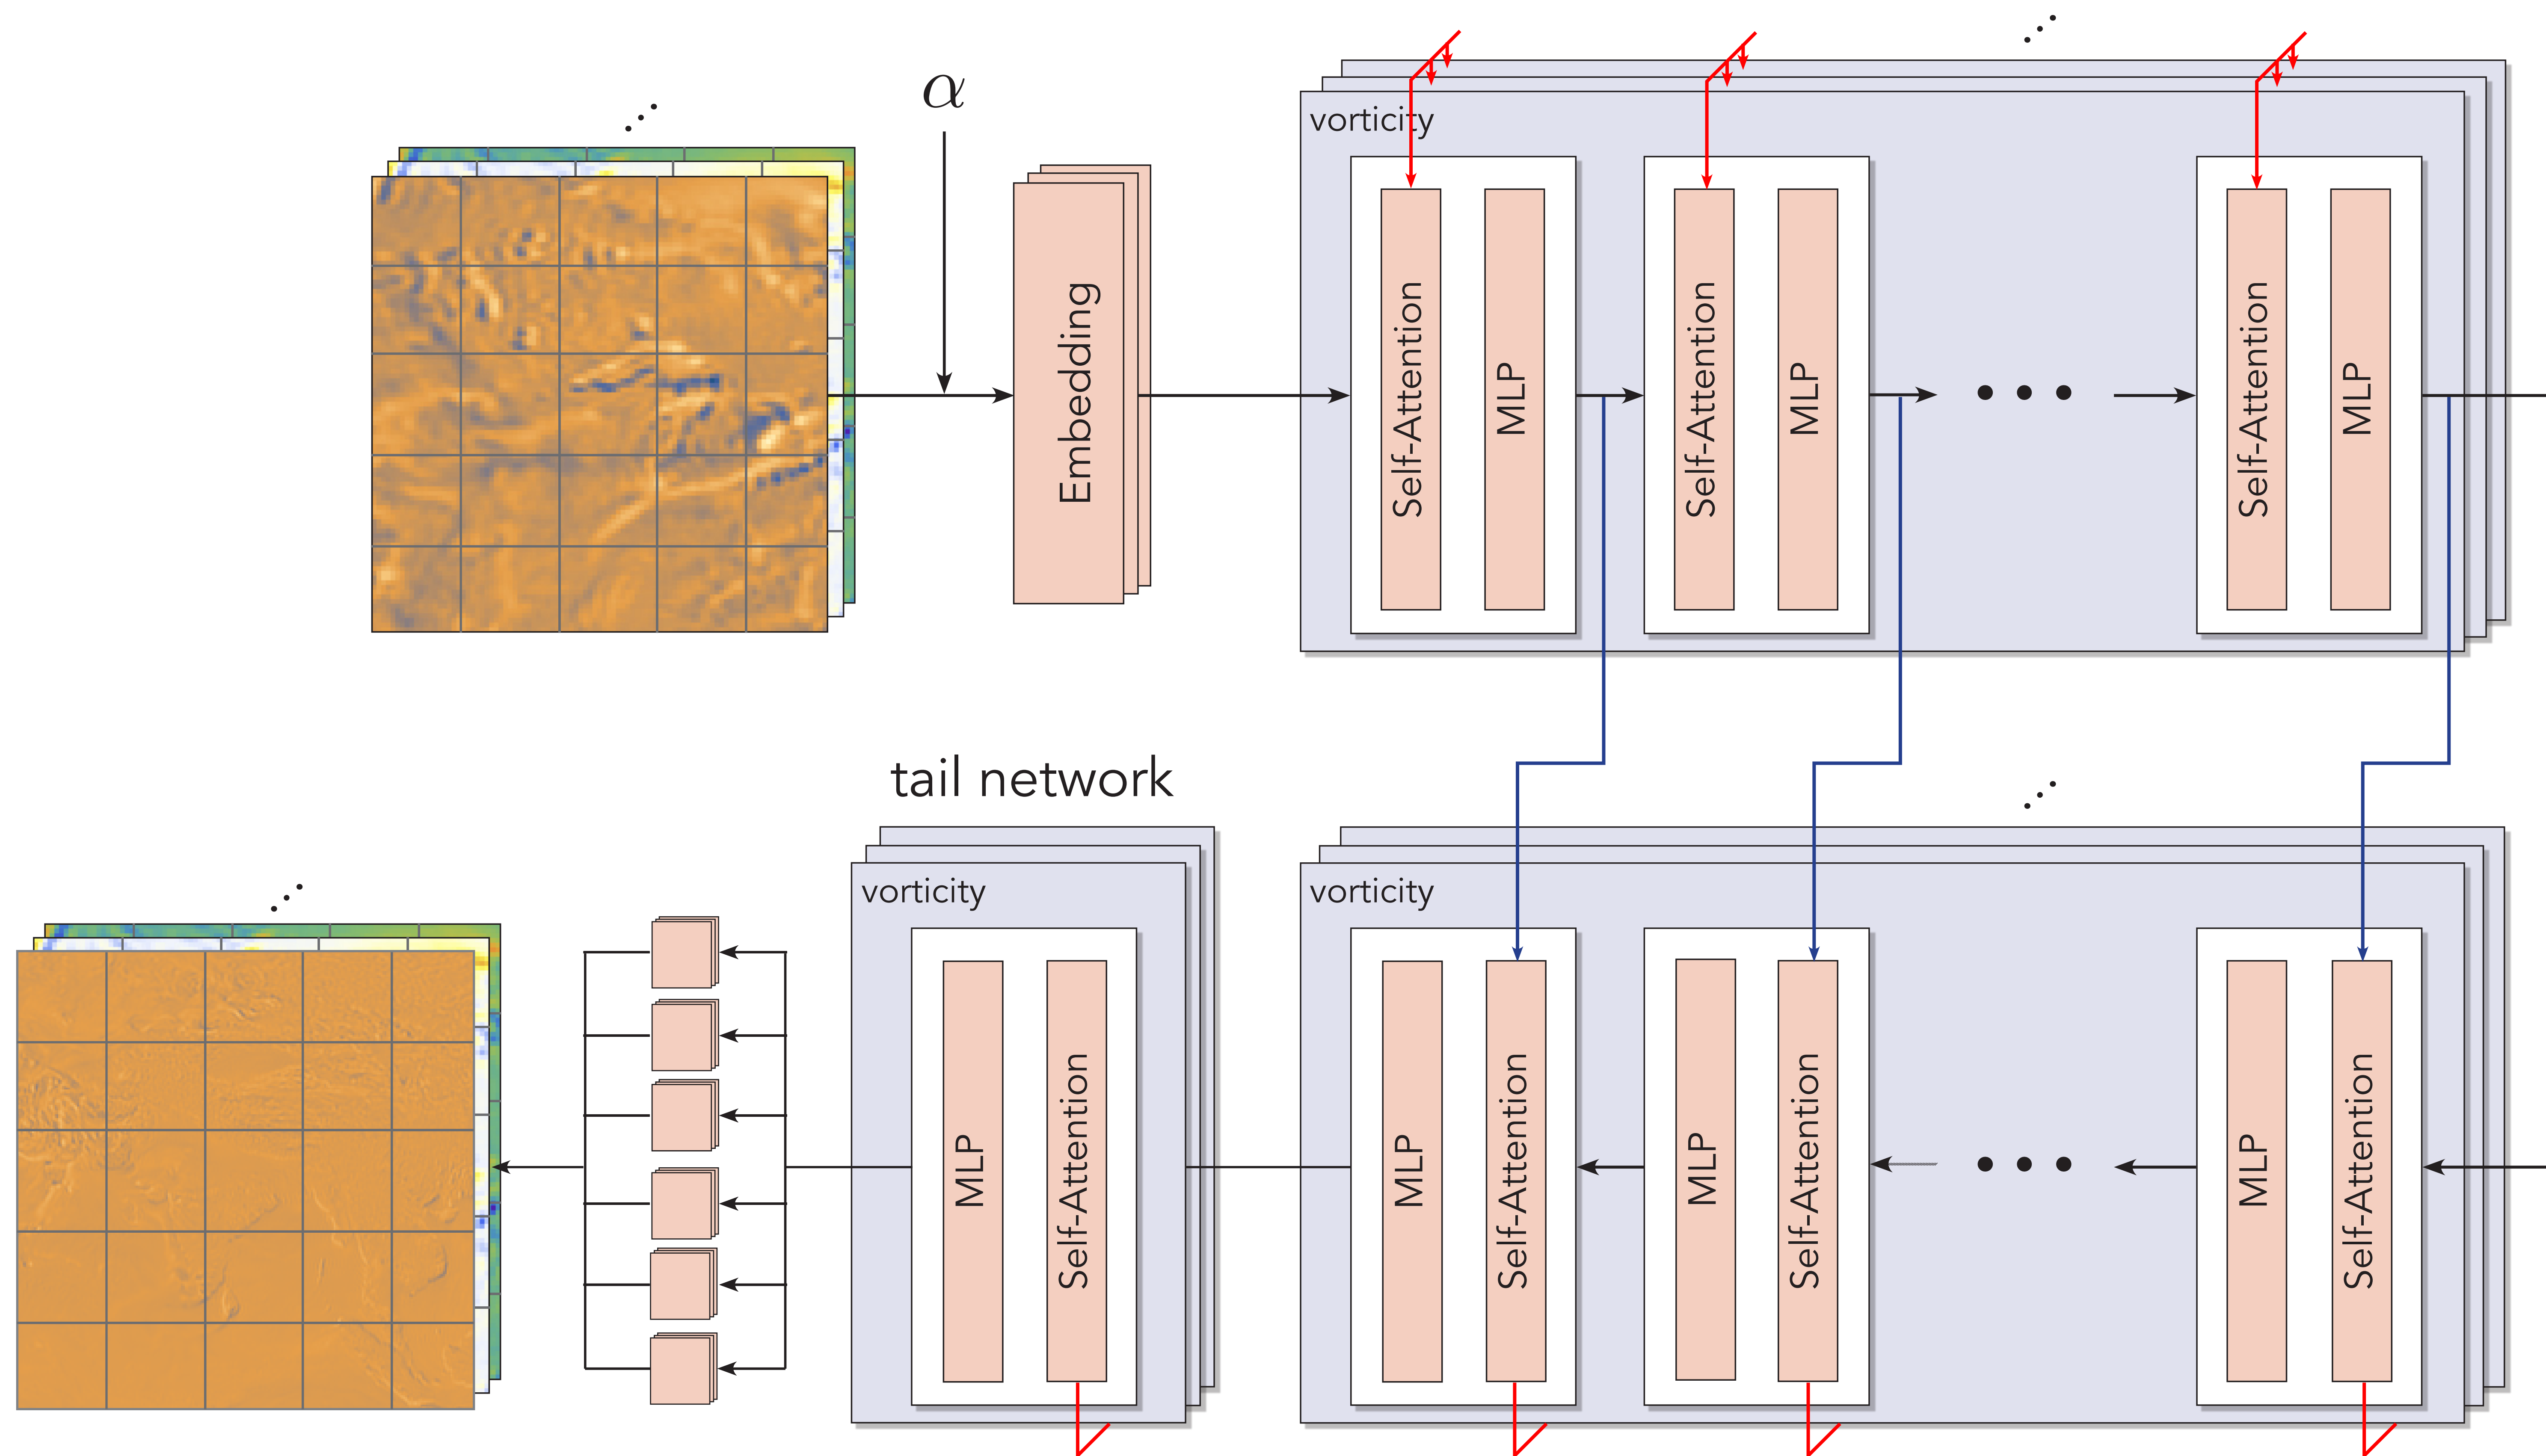 α
Embedding
vorticity
Self-Attention
MLP
Self-Attention
MLP
Self-Attention
MLP
tail network
vorticity
MLP
Self-Attention
vorticity
MLP
Self-Attention
MLP
Self-Attention
MLP
Self-Attention